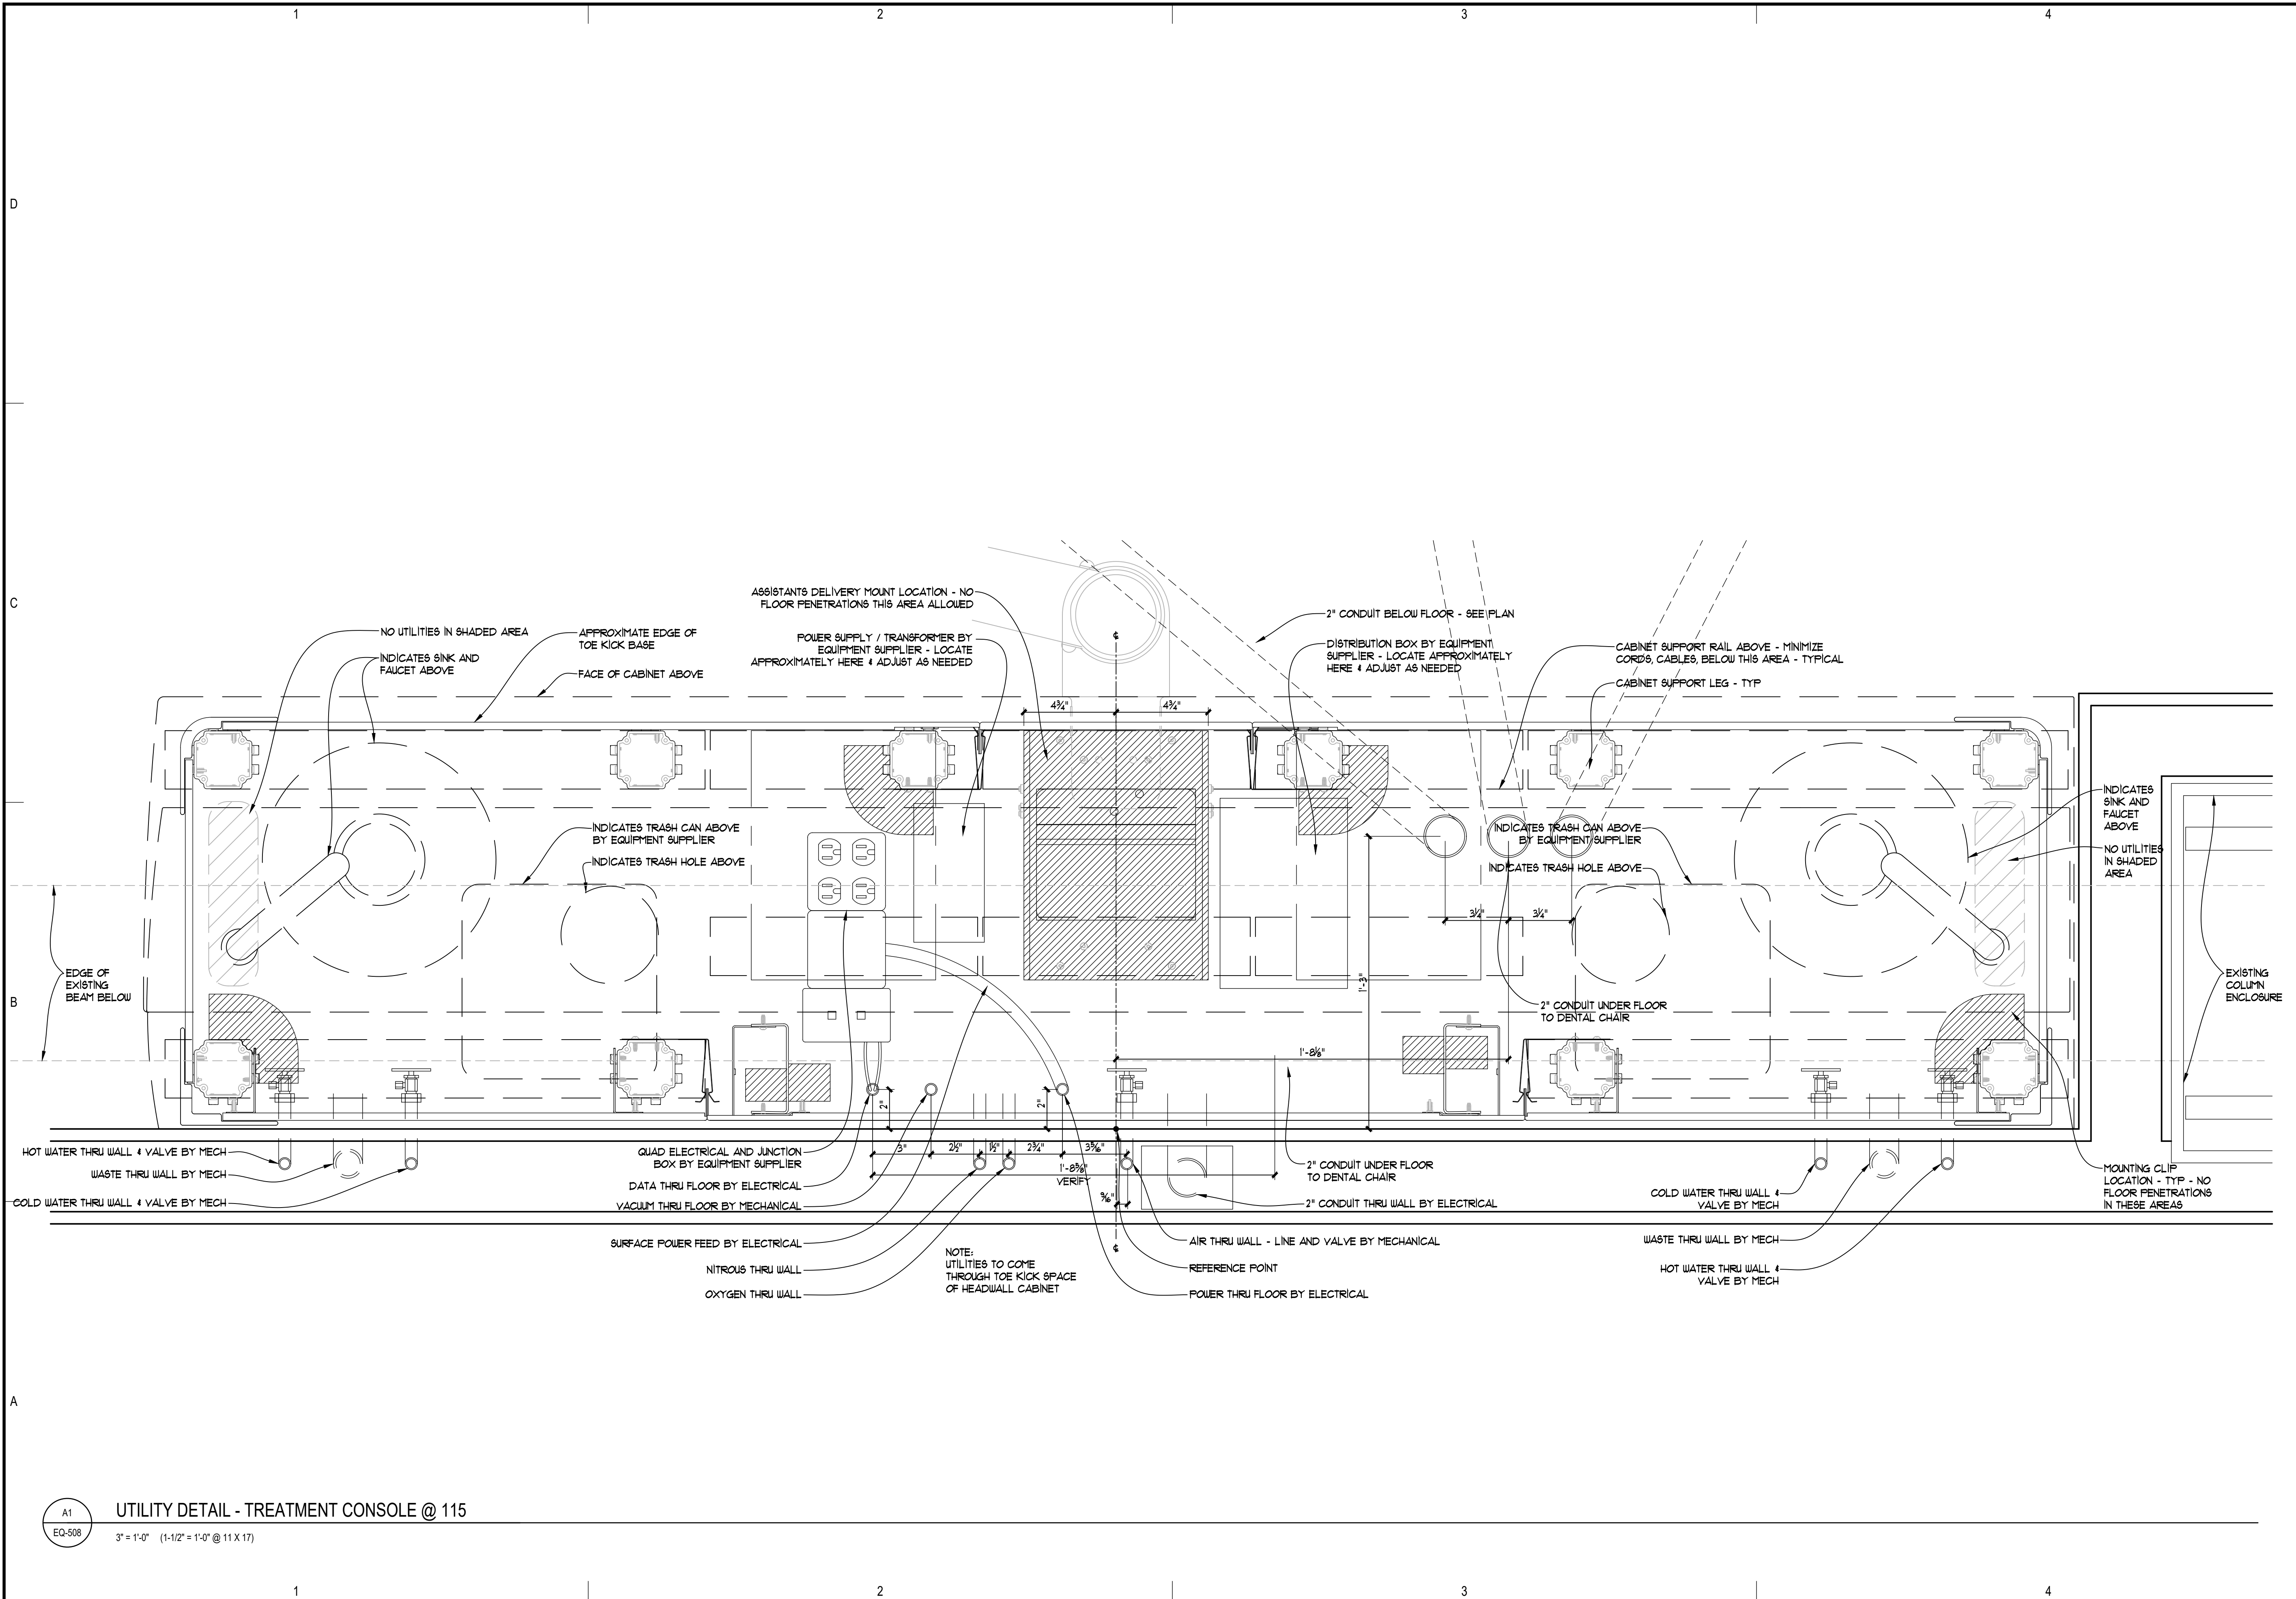 1
2
3
4
D
C
B
A
ASSISTANTS DELIVERY MOUNT LOCATION - NO
FLOOR PENETRATIONS THIS AREA ALLOWED
NO UTILITIES IN SHADED AREA
APPROXIMATE EDGE OF
TOE KICK BASE
POWER SUPPLY / TRANSFORMER BY
EQUIPMENT SUPPLIER - LOCATE
APPROXIMATELY HERE & ADJUST AS NEEDED
INDICATES SINK AND
FAUCET ABOVE
FACE OF CABINET ABOVE
2" CONDUIT BELOW FLOOR - SEE PLAN
DISTRIBUTION BOX BY EQUIPMENT
SUPPLIER - LOCATE APPROXIMATELY
HERE & ADJUST AS NEEDED
CABINET SUPPORT RAIL ABOVE - MINIMIZE
CORDS, CABLES, BELOW THIS AREA - TYPICAL
CABINET SUPPORT LEG - TYP
4¾"
4¾"
INDICATES TRASH CAN ABOVE
BY EQUIPMENT SUPPLIER
INDICATES TRASH HOLE ABOVE
INDICATES TRASH CAN ABOVE
BY EQUIPMENT SUPPLIER
INDICATES TRASH HOLE ABOVE
INDICATES
SINK AND
FAUCET
ABOVE
NO UTILITIES
IN SHADED
AREA
3¼"
3¼"
1'-3"
EDGE OF
EXISTING
BEAM BELOW
2" CONDUIT UNDER FLOOR
TO DENTAL CHAIR
EXISTING
COLUMN
ENCLOSURE
1'-8⅛"
2"
2"
HOT WATER THRU WALL & VALVE BY MECH
WASTE THRU WALL BY MECH
COLD WATER THRU WALL & VALVE BY MECH
QUAD ELECTRICAL AND JUNCTION
BOX BY EQUIPMENT SUPPLIER
DATA THRU FLOOR BY ELECTRICAL
VACUUM THRU FLOOR BY MECHANICAL
SURFACE POWER FEED BY ELECTRICAL
NITROUS THRU WALL
OXYGEN THRU WALL
3"
2½"
1½"
2¾"
3⁵⁄₁₆"
1'-8⅝"
VERIFY
⁹⁄₁₆"
NOTE:
UTILITIES TO COME
THROUGH TOE KICK SPACE
OF HEADWALL CABINET
2" CONDUIT UNDER FLOOR
TO DENTAL CHAIR
2" CONDUIT THRU WALL BY ELECTRICAL
AIR THRU WALL - LINE AND VALVE BY MECHANICAL
REFERENCE POINT
POWER THRU FLOOR BY ELECTRICAL
COLD WATER THRU WALL &
VALVE BY MECH
WASTE THRU WALL BY MECH
HOT WATER THRU WALL &
VALVE BY MECH
MOUNTING CLIP
LOCATION - TYP - NO
FLOOR PENETRATIONS
IN THESE AREAS
A1
EQ-508
UTILITY DETAIL - TREATMENT CONSOLE @ 115
3" = 1'-0" (1-1/2" = 1'-0" @ 11 X 17)
1
2
3
4